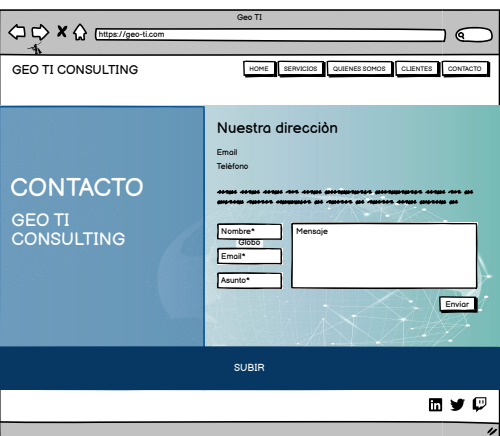 Geo TI
https://geo-ti.com
GEO TI CONSULTING
HOME
SERVICIOS
QUIENES SOMOS
CLIENTES
CONTACTO
Nuestra direcciòn
Email
Telèfono
CONTACTO
GEO TI
CONSULTING
Nombre*
Globo
Email*
Asunto*
Mensaje
Enviar
SUBIR